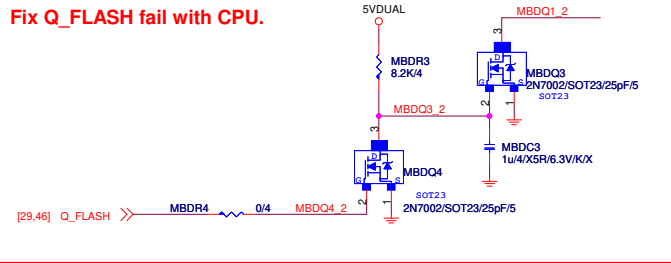 Fix Q_FLASH fail with CPU.
5VDUAL
MBDQ1_2
3
D
MBDR3
8.2K/4
MBDQ3
G
S
2N7002/SOT23/25pF/5
SOT23
2
1
MBDQ3_2
3
D
MBDC3
1u/4/X5R/6.3V/K/X
MBDQ4
G
S
SOT23
2
1
2N7002/SOT23/25pF/5
[29,46] Q_FLASH
MBDR4
0/4
MBDQ4_2